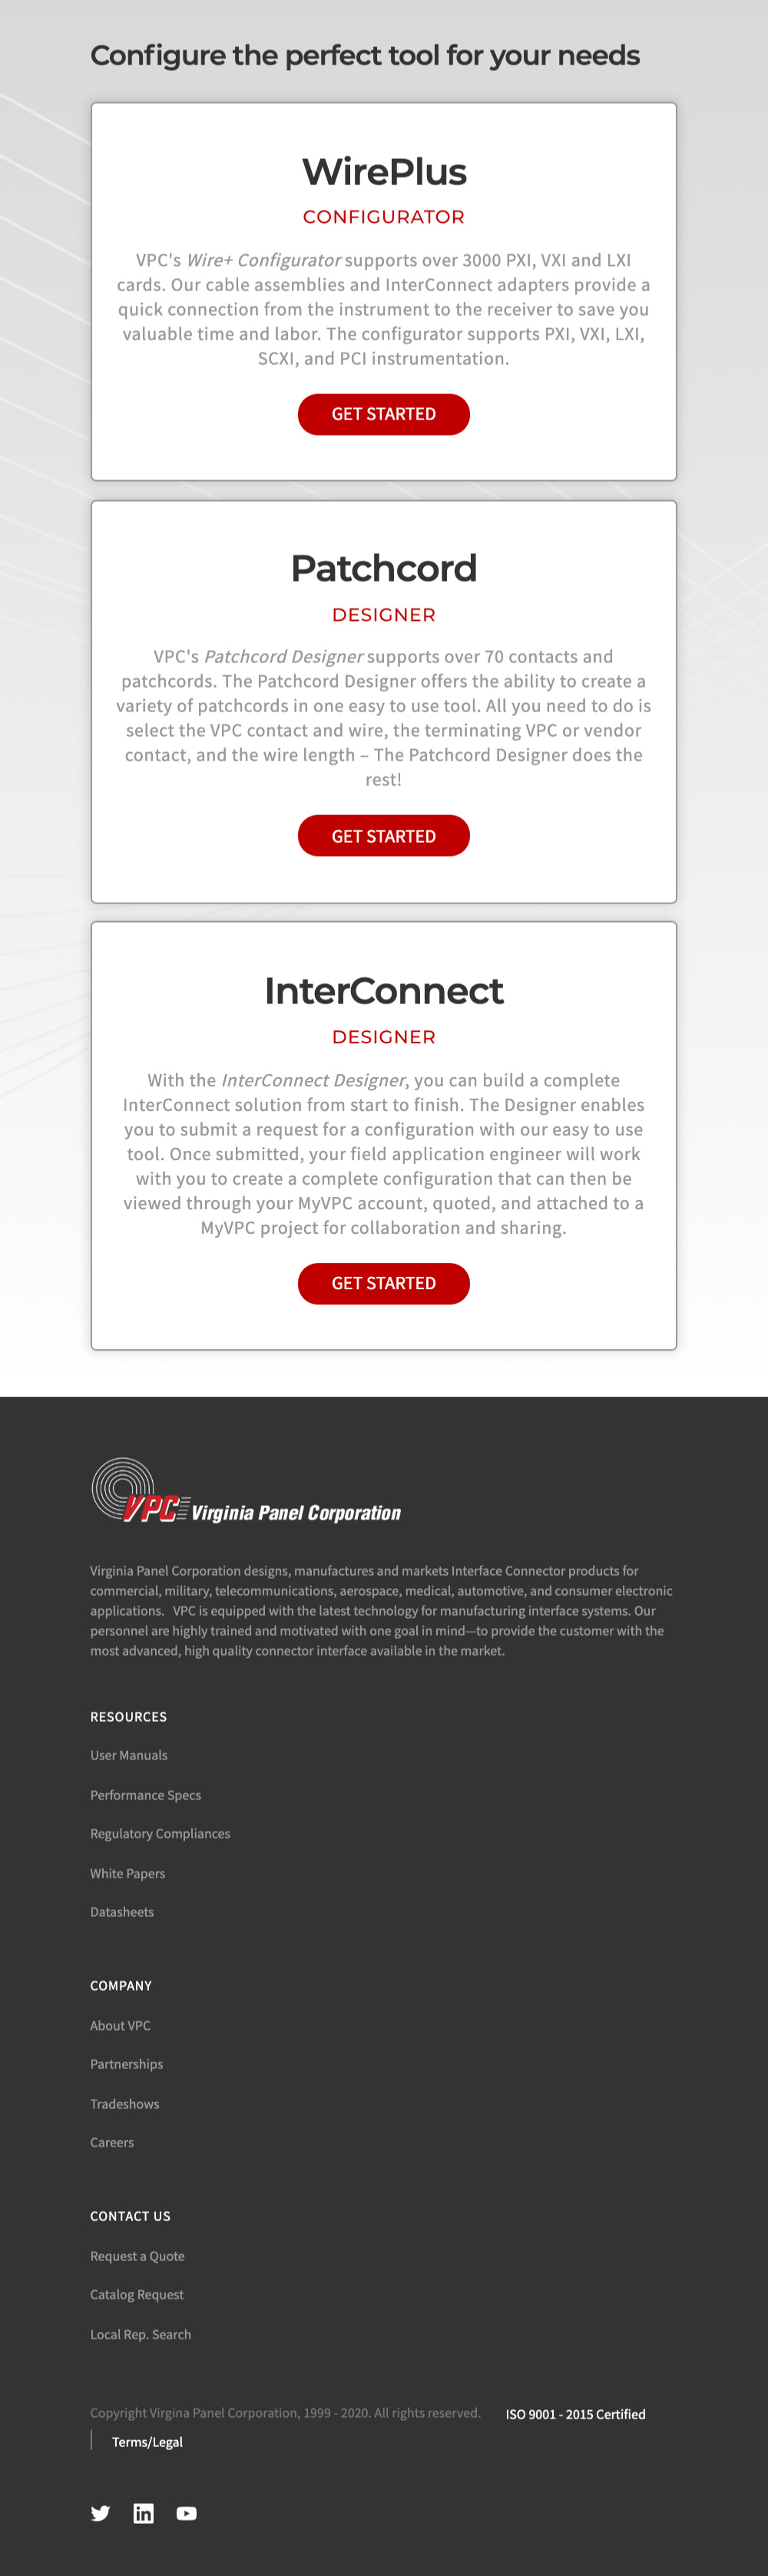 Configure the perfect tool for your needs
WirePlus
CONFIGURATOR
VPC's Wire+ Configurator supports over 3000 PXI, VXI and LXI
cards. Our cable assemblies and InterConnect adapters provide a
quick connection from the instrument to the receiver to save you
valuable time and labor. The configurator supports PXI, VXI, LXI,
SCXI, and PCI instrumentation.
GET STARTED
Patchcord
DESIGNER
VPC's Patchcord Designer supports over 70 contacts and
patchcords. The Patchcord Designer offers the ability to create a
variety of patchcords in one easy to use tool. All you need to do is
select the VPC contact and wire, the terminating VPC or vendor
contact, and the wire length – The Patchcord Designer does the
rest!
GET STARTED
InterConnect
DESIGNER
With the InterConnect Designer, you can build a complete
InterConnect solution from start to finish. The Designer enables
you to submit a request for a configuration with our easy to use
tool. Once submitted, your field application engineer will work
with you to create a complete configuration that can then be
viewed through your MyVPC account, quoted, and attached to a
MyVPC project for collaboration and sharing.
GET STARTED
VPC Virginia Panel Corporation
Virginia Panel Corporation designs, manufactures and markets Interface Connector products for
commercial, military, telecommunications, aerospace, medical, automotive, and consumer electronic
applications. VPC is equipped with the latest technology for manufacturing interface systems. Our
personnel are highly trained and motivated with one goal in mind—to provide the customer with the
most advanced, high quality connector interface available in the market.
RESOURCES
User Manuals
Performance Specs
Regulatory Compliances
White Papers
Datasheets
COMPANY
About VPC
Partnerships
Tradeshows
Careers
CONTACT US
Request a Quote
Catalog Request
Local Rep. Search
Copyright Virgina Panel Corporation, 1999 - 2020. All rights reserved. ISO 9001 - 2015 Certified
Terms/Legal